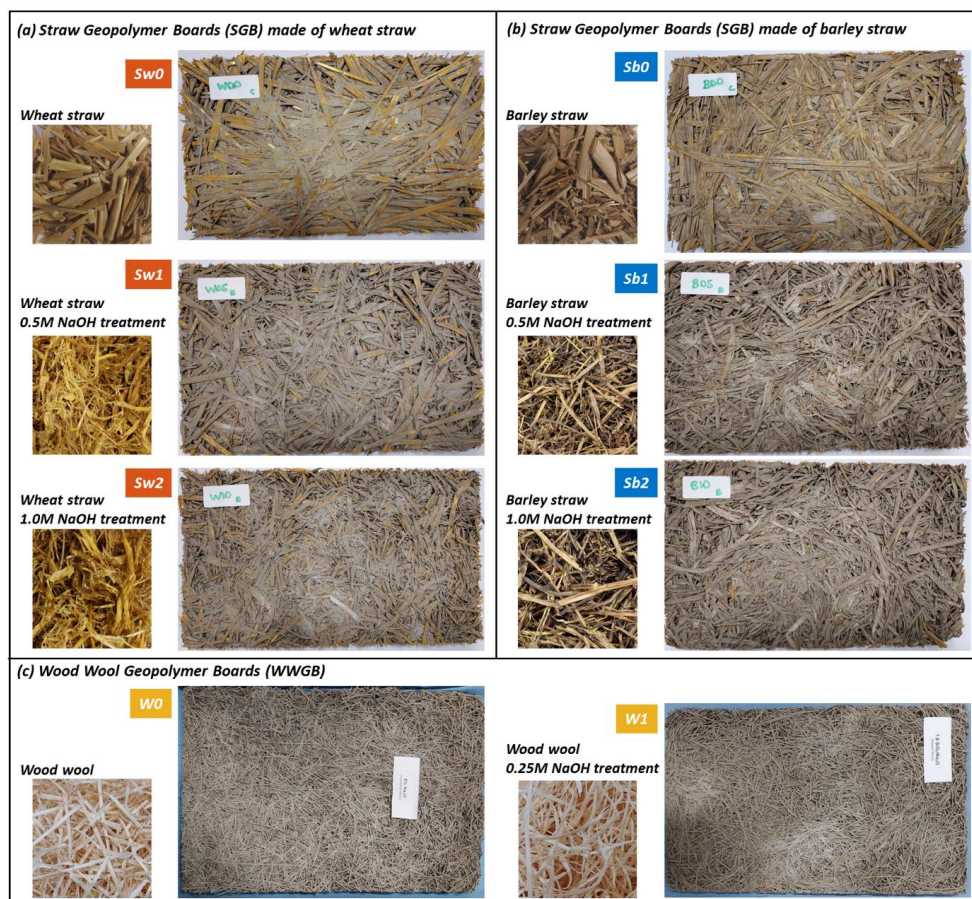 (a) Straw Geopolymer Boards (SGB) made of wheat straw
Sw0
W00
C
Wheat straw
Sw1
W05
B
Wheat straw
0.5M NaOH treatment
Sw2
W10
B
Wheat straw
1.0M NaOH treatment
(b) Straw Geopolymer Boards (SGB) made of barley straw
Sb0
B00
C
Barley straw
Sb1
B05
B
Barley straw
0.5M NaOH treatment
Sb2
B10
B
Barley straw
1.0M NaOH treatment
(c) Wood Wool Geopolymer Boards (WWGB)
W0
Wood wool
W1
Wood wool
0.25M NaOH treatment